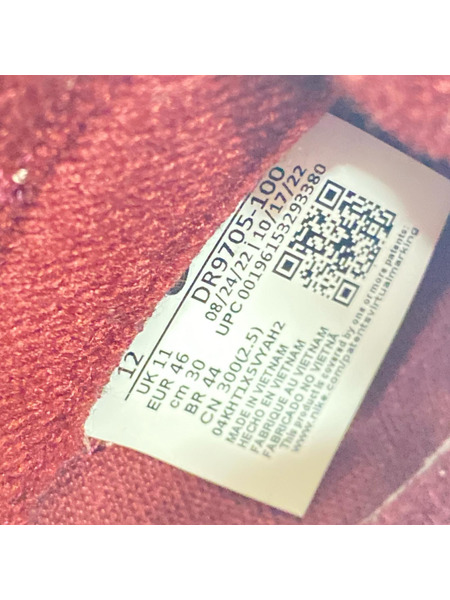 12
DR9705-100
08/24/22 | 10/17/22
UPC 00196153293380
UK 11
EUR 46
cm 30
BR 44
CN 300(2.5)
04KHT1X5VYAH2
MADE IN VIETNAM
HECHO EN VIETNAM
FABRIQUE AU VIETNAM
FABRICADO NO VIETNÃ
This product is covered by one or more patents:
www.nike.com/patentsvirtualmarking